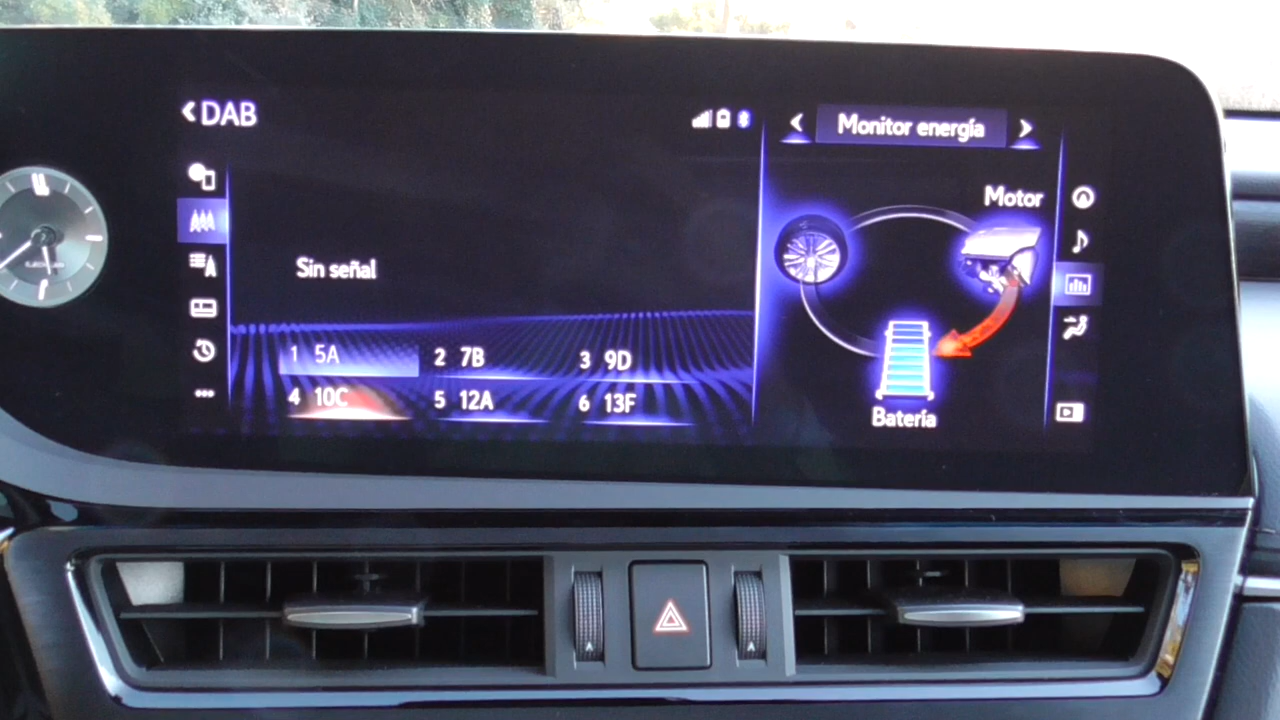 DAB
Monitor energía
Motor
Sin señal
1 5A
2 7B
3 9D
4 10C
5 12A
6 13F
Batería
LEXUS